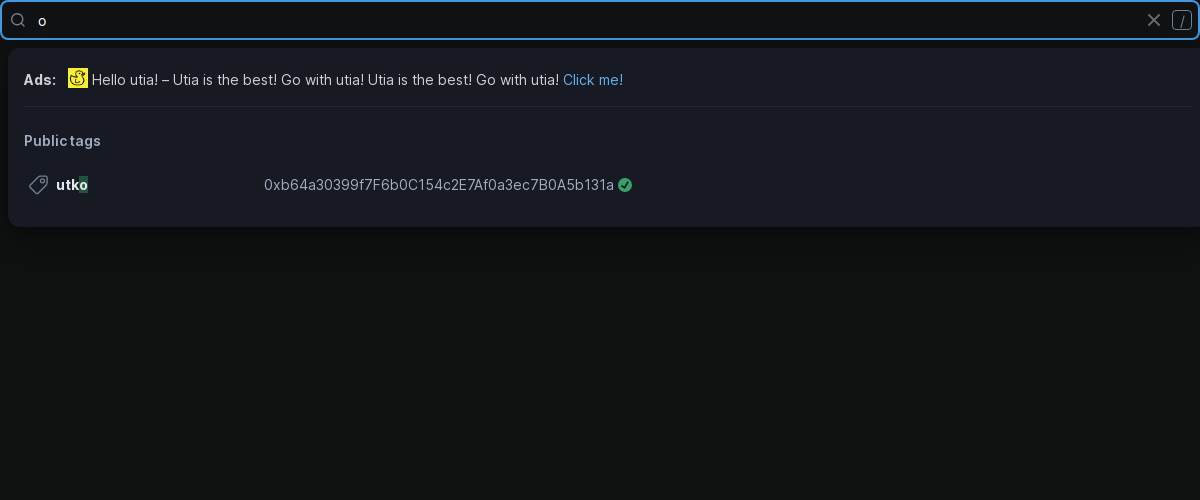 o /
Ads: Hello utia! – Utia is the best! Go with utia! Utia is the best! Go with utia! Click me!
Public tags
utko 0xb64a30399f7F6b0C154c2E7Af0a3ec7B0A5b131a